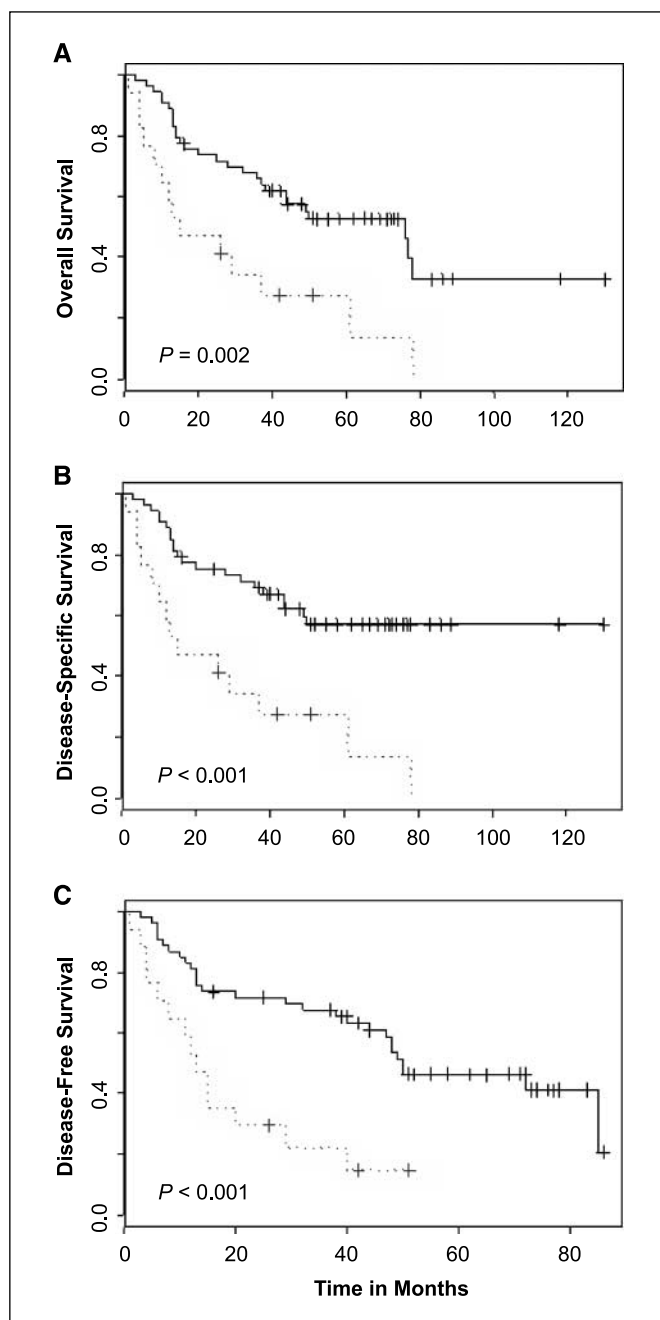 A
Overall Survival
0.8
0.4
0.0
P = 0.002
0 20 40 60 80 100 120
B
Disease-Specific Survival
0.8
0.4
0.0
P < 0.001
0 20 40 60 80 100 120
C
Disease-Free Survival
0.8
0.4
0.0
P < 0.001
0 20 40 60 80
Time in Months